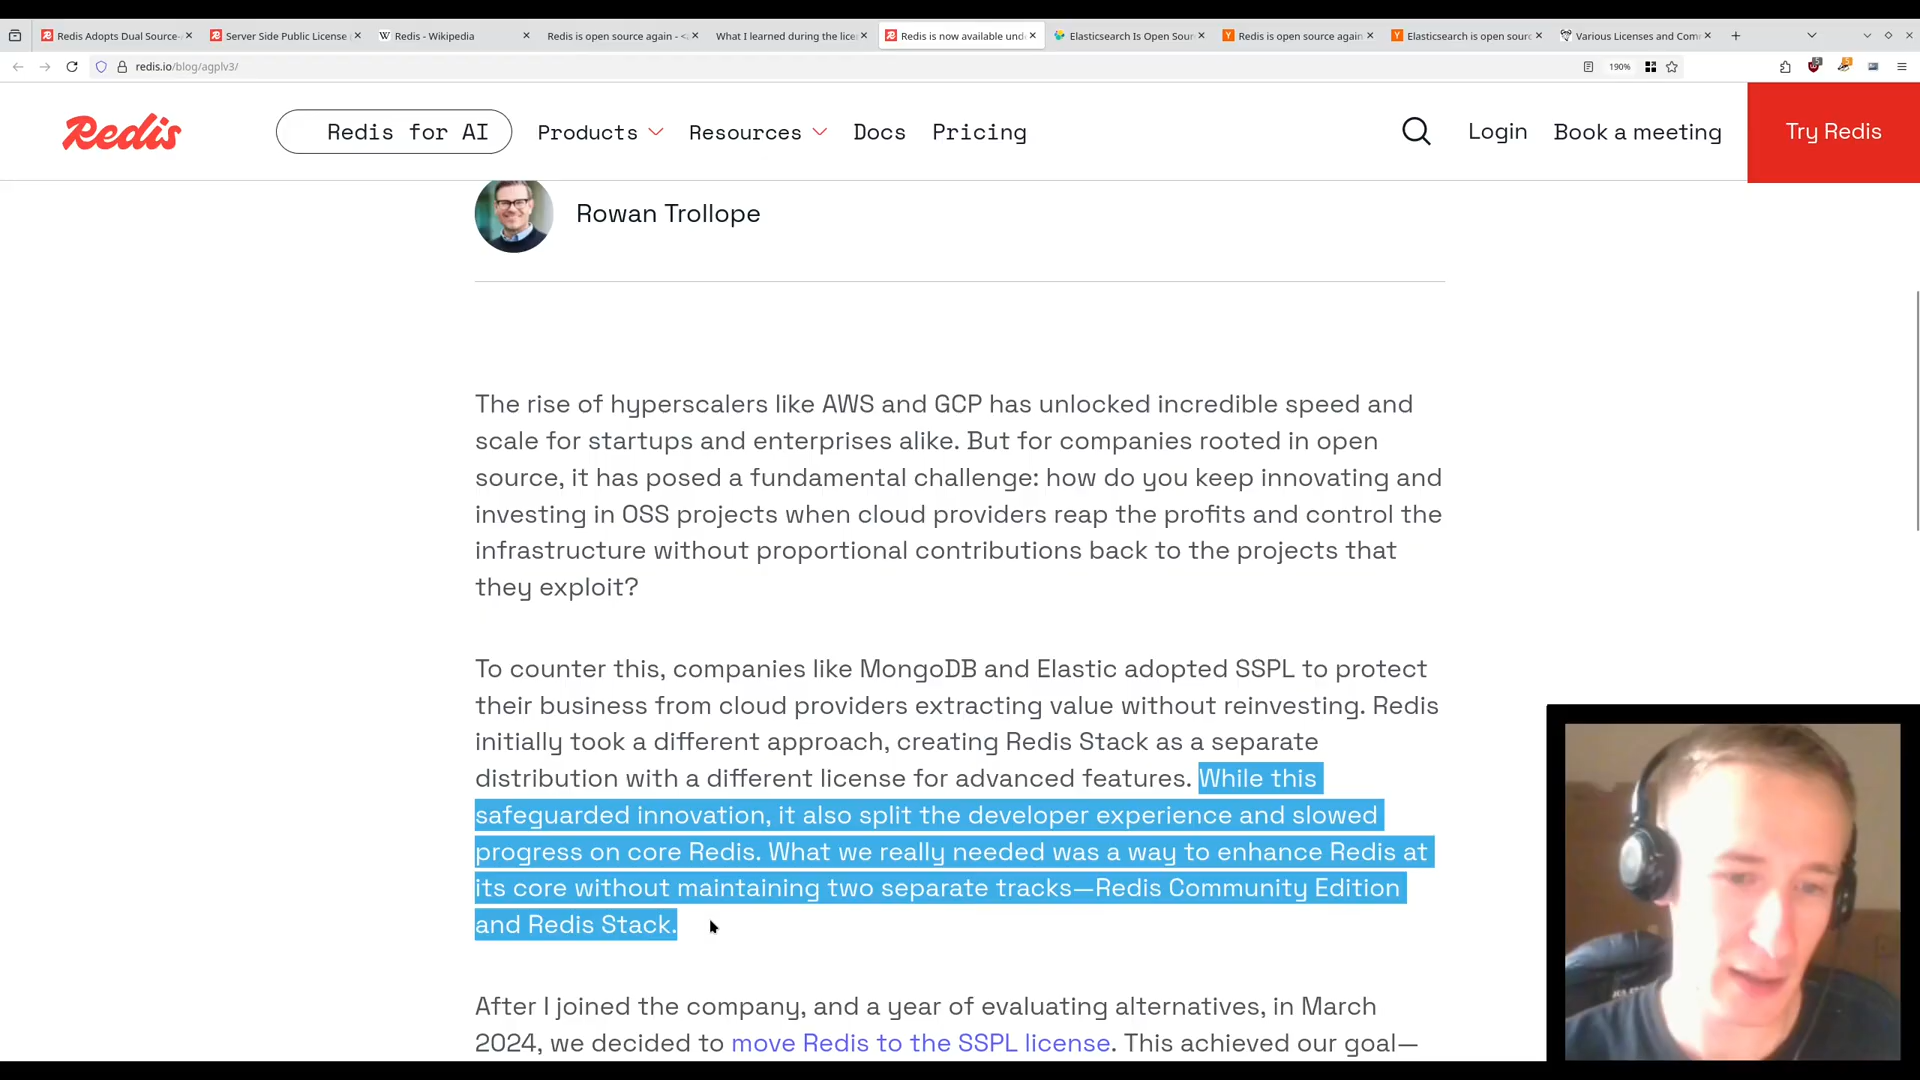 Redis Adopts Dual Source-
Server Side Public License
Redis - Wikipedia
Redis is open source again - <
What I learned during the lice
Redis is now available und
Elasticsearch Is Open Sour
Redis is open source again
Elasticsearch is open sourc
Various Licenses and Com
redis.io/blog/agplv3/
190%
Redis
Redis for AI
Products
Resources
Docs
Pricing
Login
Book a meeting
Try Redis
Rowan Trollope
The rise of hyperscalers like AWS and GCP has unlocked incredible speed and
scale for startups and enterprises alike. But for companies rooted in open
source, it has posed a fundamental challenge: how do you keep innovating and
investing in OSS projects when cloud providers reap the profits and control the
infrastructure without proportional contributions back to the projects that
they exploit?
To counter this, companies like MongoDB and Elastic adopted SSPL to protect
their business from cloud providers extracting value without reinvesting. Redis
initially took a different approach, creating Redis Stack as a separate
distribution with a different license for advanced features. While this
safeguarded innovation, it also split the developer experience and slowed
progress on core Redis. What we really needed was a way to enhance Redis at
its core without maintaining two separate tracks—Redis Community Edition
and Redis Stack.
After I joined the company, and a year of evaluating alternatives, in March
2024, we decided to move Redis to the SSPL license. This achieved our goal—